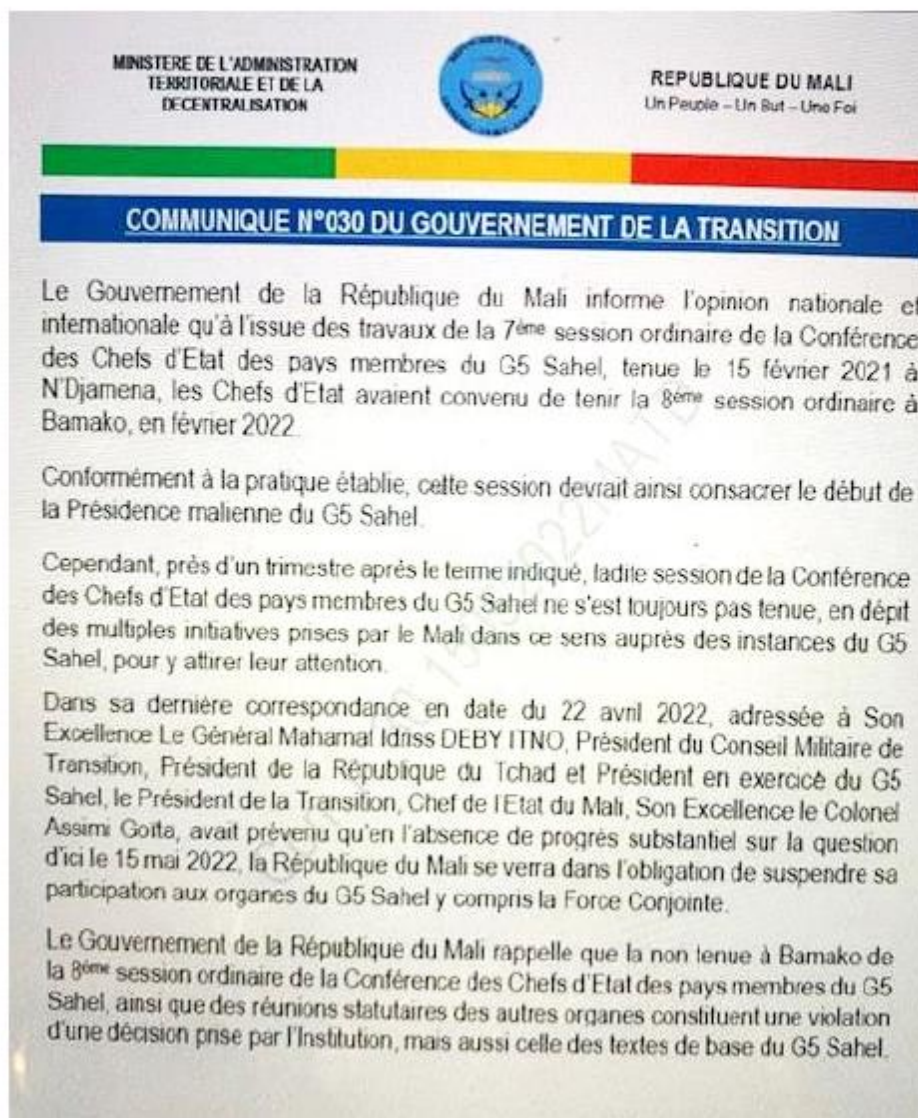 MINISTERE DE L'ADMINISTRATION
TERRITORIALE ET DE LA
DECENTRALISATION
REPUBLIQUE DU MALI
Un Peuple – Un But – Une Foi
COMMUNIQUE N°030 DU GOUVERNEMENT DE LA TRANSITION
Le Gouvernement de la République du Mali informe l'opinion nationale et
internationale qu'à l'issue des travaux de la 7ème session ordinaire de la Conférence
des Chefs d'Etat des pays membres du G5 Sahel, tenue le 15 février 2021 à
N'Djamena, les Chefs d'Etat avaient convenu de tenir la 8ème session ordinaire à
Bamako, en février 2022.
Conformément à la pratique établie, cette session devrait ainsi consacrer le début de
la Présidence malienne du G5 Sahel.
Cependant, près d'un trimestre après le terme indiqué, ladite session de la Conférence
des Chefs d'Etat des pays membres du G5 Sahel ne s'est toujours pas tenue, en dépit
des multiples initiatives prises par le Mali dans ce sens auprès des instances du G5
Sahel, pour y attirer leur attention.
Dans sa dernière correspondance en date du 22 avril 2022, adressée à Son
Excellence Le Général Mahamat Idriss DEBY ITNO, Président du Conseil Militaire de
Transition, Président de la République du Tchad et Président en exercice du G5
Sahel, le Président de la Transition, Chef de l'Etat du Mali, Son Excellence le Colonel
Assimi Goïta, avait prévenu qu'en l'absence de progrès substantiel sur la question
d'ici le 15 mai 2022, la République du Mali se verra dans l'obligation de suspendre sa
participation aux organes du G5 Sahel y compris la Force Conjointe.
Le Gouvernement de la République du Mali rappelle que la non tenue à Bamako de
la 8ème session ordinaire de la Conférence des Chefs d'Etat des pays membres du G5
Sahel, ainsi que des réunions statutaires des autres organes constituent une violation
d'une décision prise par l'Institution, mais aussi celle des textes de base du G5 Sahel.